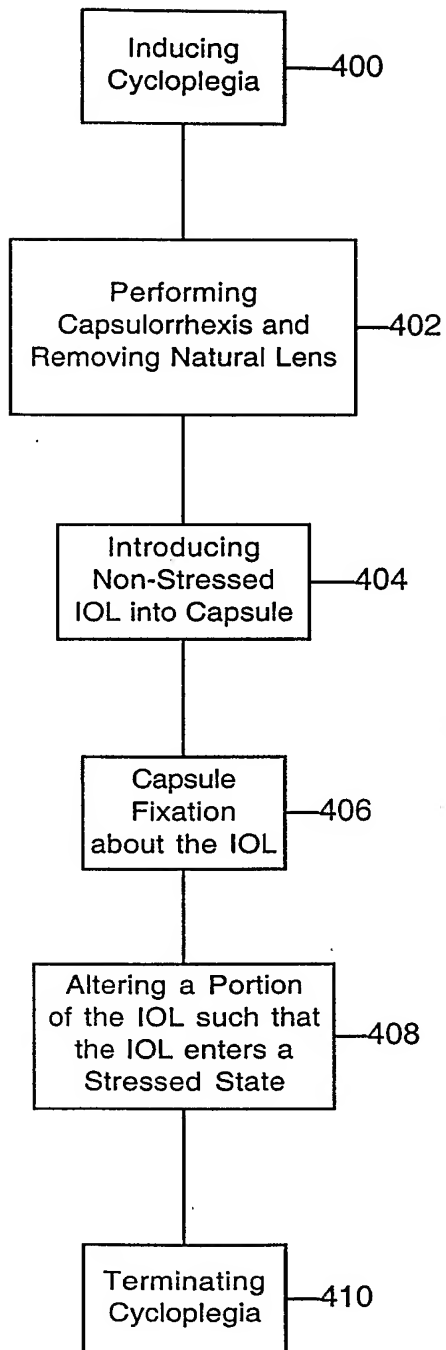 Inducing
Cycloplegia
400
Performing
Capsulorrhexis and
Removing Natural Lens
402
Introducing
Non-Stressed
IOL into Capsule
404
Capsule
Fixation
about the IOL
406
Altering a Portion
of the IOL such that
the IOL enters a
Stressed State
408
Terminating
Cycloplegia
410